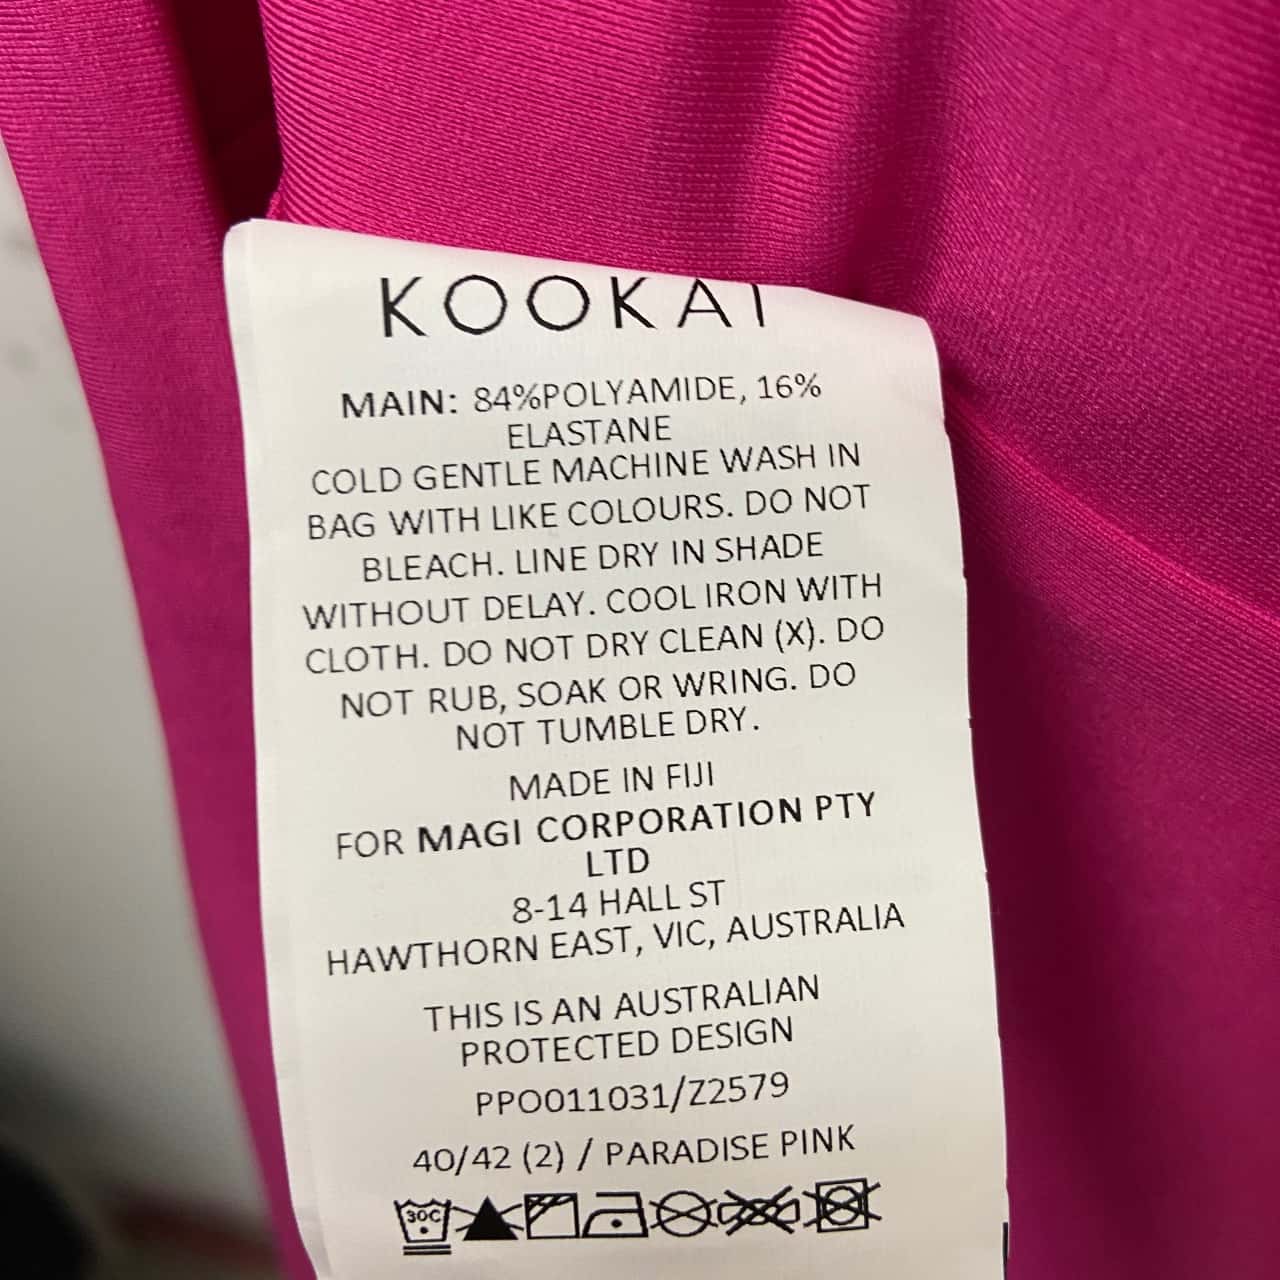 KOOKAI
MAIN: 84%POLYAMIDE, 16%
ELASTANE
COLD GENTLE MACHINE WASH IN
BAG WITH LIKE COLOURS. DO NOT
BLEACH. LINE DRY IN SHADE
WITHOUT DELAY. COOL IRON WITH
CLOTH. DO NOT DRY CLEAN (X). DO
NOT RUB, SOAK OR WRING. DO
NOT TUMBLE DRY.
MADE IN FIJI
FOR MAGI CORPORATION PTY
LTD
8-14 HALL ST
HAWTHORN EAST, VIC, AUSTRALIA
THIS IS AN AUSTRALIAN
PROTECTED DESIGN
PPO011031/Z2579
40/42 (2) / PARADISE PINK
30C